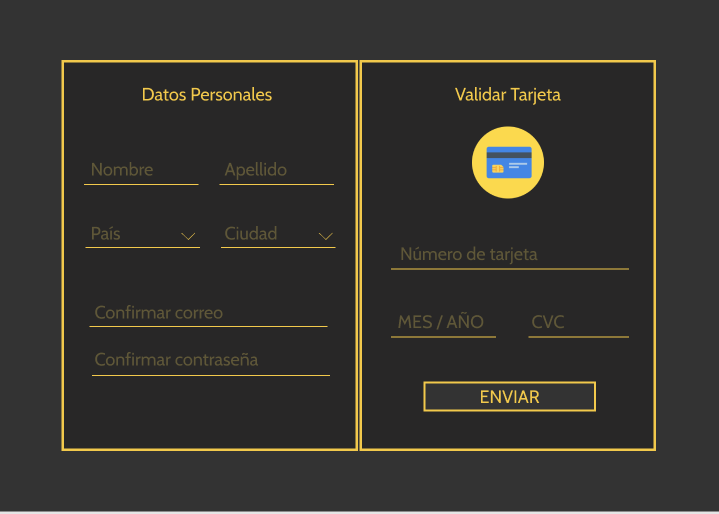 Datos Personales
Nombre
Apellido
País
Ciudad
Confirmar correo
Confirmar contraseña
Validar Tarjeta
Número de tarjeta
MES / AÑO
CVC
ENVIAR